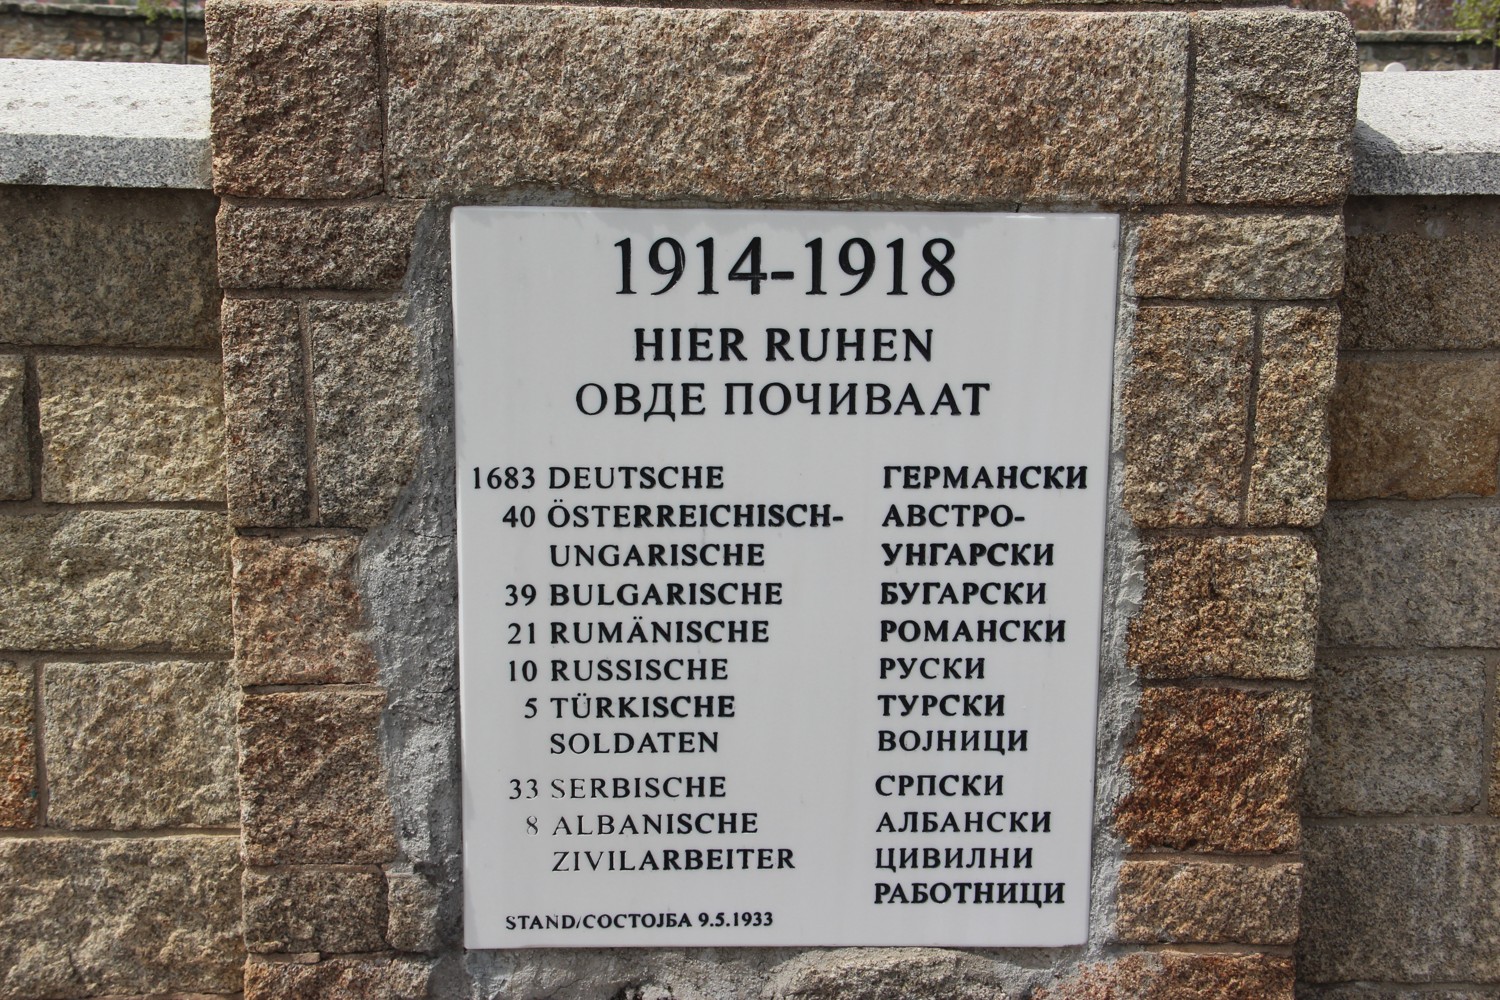 1914-1918
HIER RUHEN
ОВДЕ ПОЧИВААТ
1683 DEUTSCHE ГЕРМАНСКИ
40 ÖSTERREICHISCH- АВСТРО-
UNGARISCHE УНГАРСКИ
39 BULGARISCHE БУГАРСКИ
21 RUMÄNISCHE РОМАНСКИ
10 RUSSISCHE РУСКИ
5 TÜRKISCHE ТУРСКИ
SOLDATEN ВОЈНИЦИ
33 SERBISCHE СРПСКИ
8 ALBANISCHE АЛБАНСКИ
ZIVILARBEITER ЦИВИЛНИ
РАБОТНИЦИ
STAND/СОСТОЈБА 9.5.1933